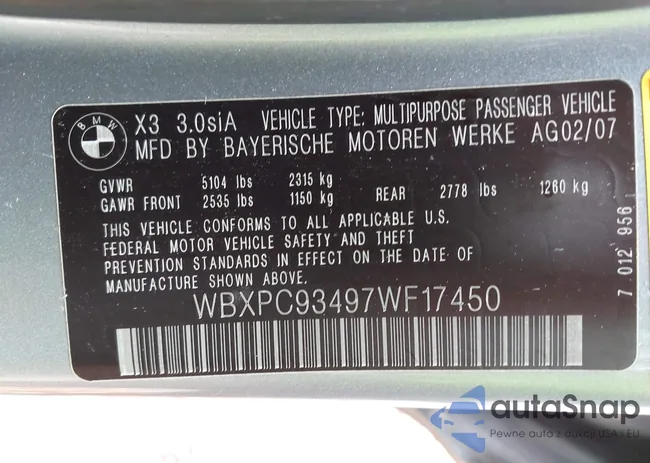 BMW
X3 3.0siA VEHICLE TYPE: MULTIPURPOSE PASSENGER VEHICLE
MFD BY BAYERISCHE MOTOREN WERKE AG02/07
GVWR 5104 lbs 2315 kg
GAWR FRONT 2535 lbs 1150 kg REAR 2778 lbs 1260 kg
THIS VEHICLE CONFORMS TO ALL APPLICABLE U.S.
FEDERAL MOTOR VEHICLE SAFETY AND THEFT
PREVENTION STANDARDS IN EFFECT ON THE DATE OF
MANUFACTURE SHOWN ABOVE.
WBXPC93497WF17450
7 012 956
autoSnap
Pewne auta z aukcji USA i EU